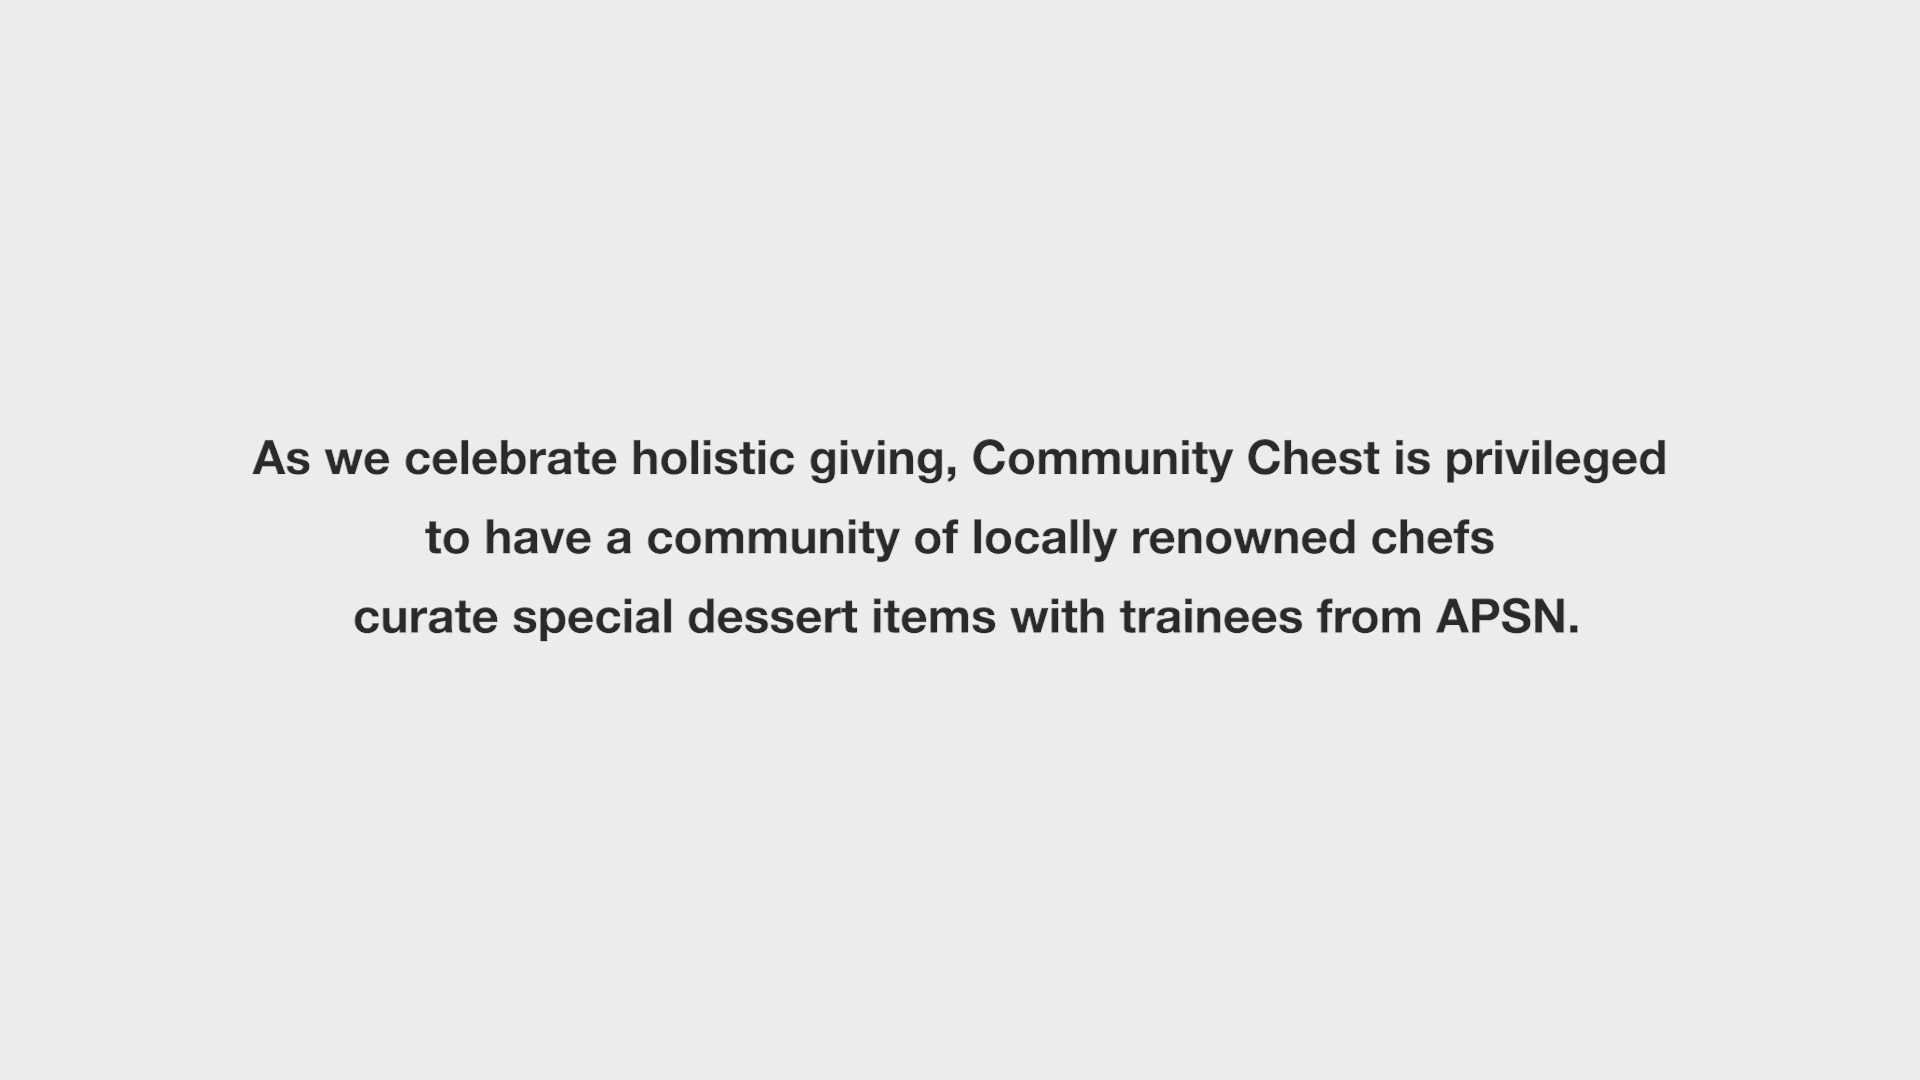 As we celebrate holistic giving, Community Chest is privileged
to have a community of locally renowned chefs
curate special dessert items with trainees from APSN.